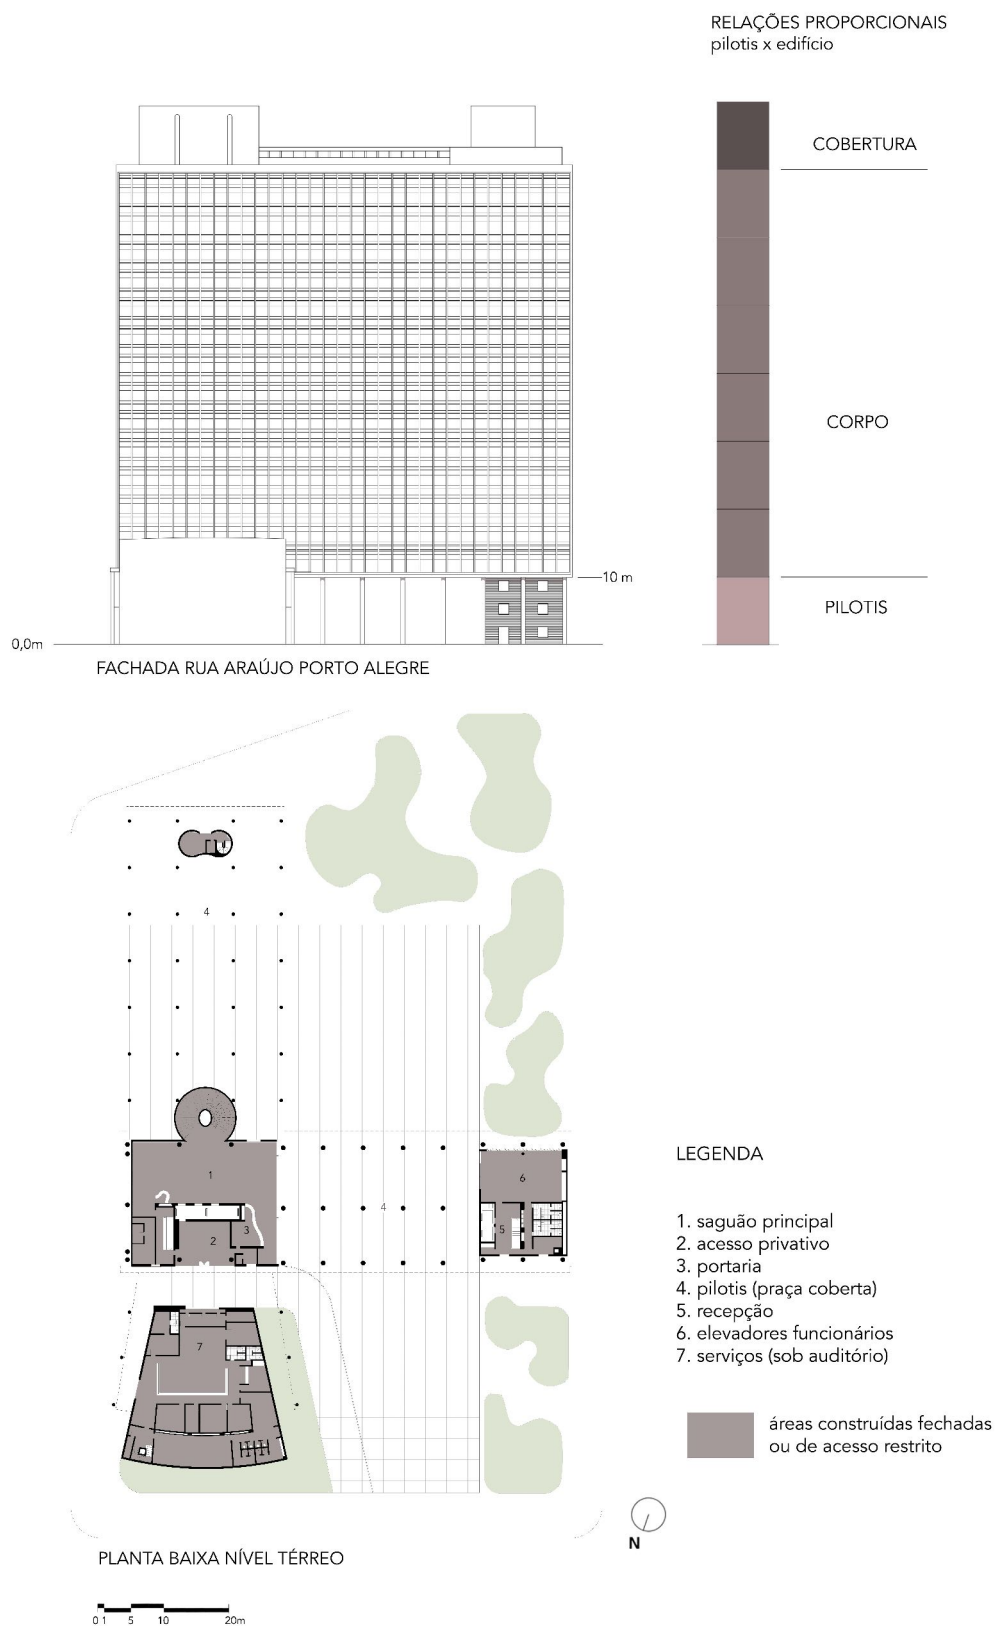 RELAÇÕES PROPORCIONAIS
pilotis x edifício
COBERTURA
CORPO
10 m
PILOTIS
0,0m
FACHADA RUA ARAÚJO PORTO ALEGRE
4
1
6
4
5
3
2
7
LEGENDA
1. saguão principal
2. acesso privativo
3. portaria
4. pilotis (praça coberta)
5. recepção
6. elevadores funcionários
7. serviços (sob auditório)
áreas construídas fechadas
ou de acesso restrito
N
PLANTA BAIXA NÍVEL TÉRREO
0 1 5 10 20m